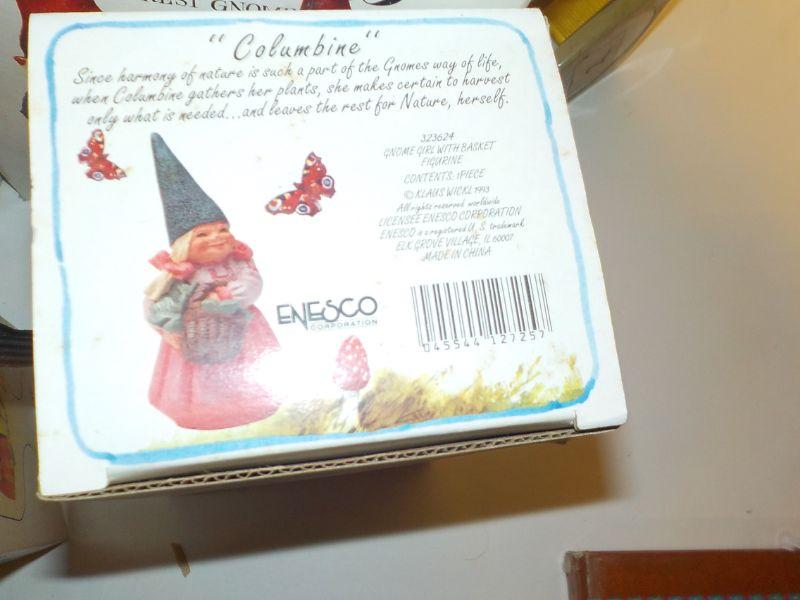 "Columbine"
Since harmony of nature is such a part of the Gnomes way of life,
when Columbine gathers her plants, she makes certain to harvest
only what is needed...and leaves the rest for Nature, herself.
323624
GNOME GIRL WITH BASKET
FIGURINE
CONTENTS: 1 PIECE
© KLAUS WICKL 1993
All rights reserved worldwide
LICENSEE ENESCO CORPORATION
ENESCO is a registered U.S. trademark
ELK GROVE VILLAGE, IL 60007
MADE IN CHINA
ENESCO
CORPORATION
045544 127257